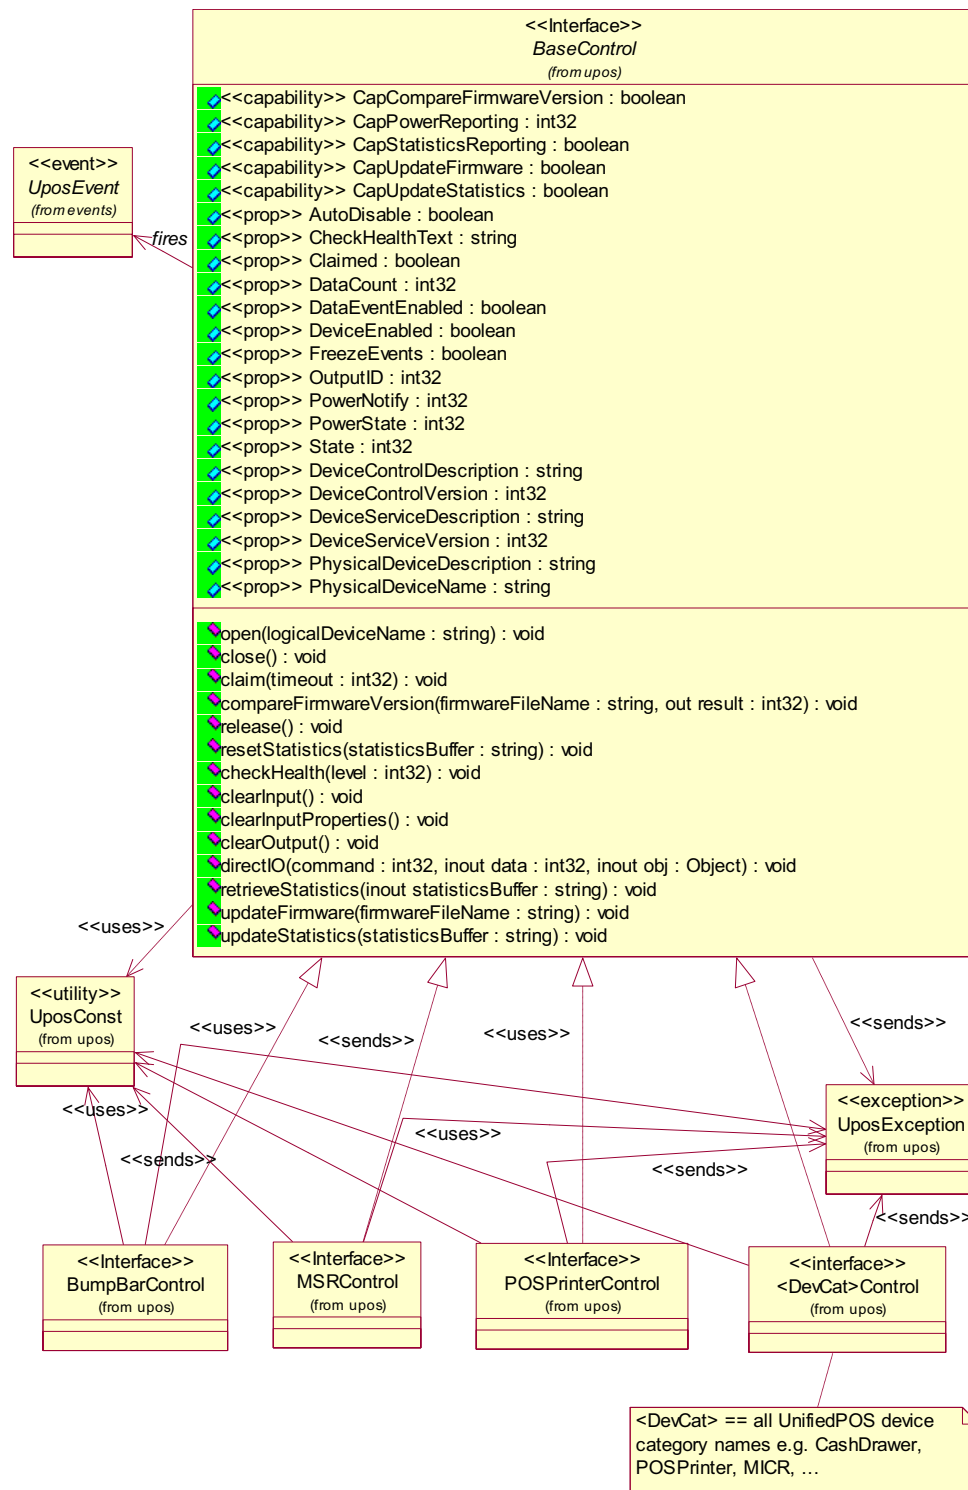 <<Interface>>
BaseControl
(from upos)
<<capability>> CapCompareFirmwareVersion : boolean
<<capability>> CapPowerReporting : int32
<<capability>> CapStatisticsReporting : boolean
<<capability>> CapUpdateFirmware : boolean
<<capability>> CapUpdateStatistics : boolean
<<prop>> AutoDisable : boolean
<<prop>> CheckHealthText : string
<<prop>> Claimed : boolean
<<prop>> DataCount : int32
<<prop>> DataEventEnabled : boolean
<<prop>> DeviceEnabled : boolean
<<prop>> FreezeEvents : boolean
<<prop>> OutputID : int32
<<prop>> PowerNotify : int32
<<prop>> PowerState : int32
<<prop>> State : int32
<<prop>> DeviceControlDescription : string
<<prop>> DeviceControlVersion : int32
<<prop>> DeviceServiceDescription : string
<<prop>> DeviceServiceVersion : int32
<<prop>> PhysicalDeviceDescription : string
<<prop>> PhysicalDeviceName : string
open(logicalDeviceName : string) : void
close() : void
claim(timeout : int32) : void
compareFirmwareVersion(firmwareFileName : string, out result : int32) : void
release() : void
resetStatistics(statisticsBuffer : string) : void
checkHealth(level : int32) : void
clearInput() : void
clearInputProperties() : void
clearOutput() : void
directIO(command : int32, inout data : int32, inout obj : Object) : void
retrieveStatistics(inout statisticsBuffer : string) : void
updateFirmware(firmwareFileName : string) : void
updateStatistics(statisticsBuffer : string) : void
<<event>>
UposEvent
(from events)
fires
<<uses>>
<<utility>>
UposConst
(from upos)
<<uses>>
<<sends>>
<<uses>>
<<sends>>
<<exception>>
UposException
(from upos)
<<uses>>
<<uses>>
<<sends>>
<<sends>>
<<sends>>
<<Interface>>
BumpBarControl
(from upos)
<<Interface>>
MSRControl
(from upos)
<<Interface>>
POSPrinterControl
(from upos)
<<interface>>
<DevCat>Control
(from upos)
<DevCat> == all UnifiedPOS device
category names e.g. CashDrawer,
POSPrinter, MICR, …